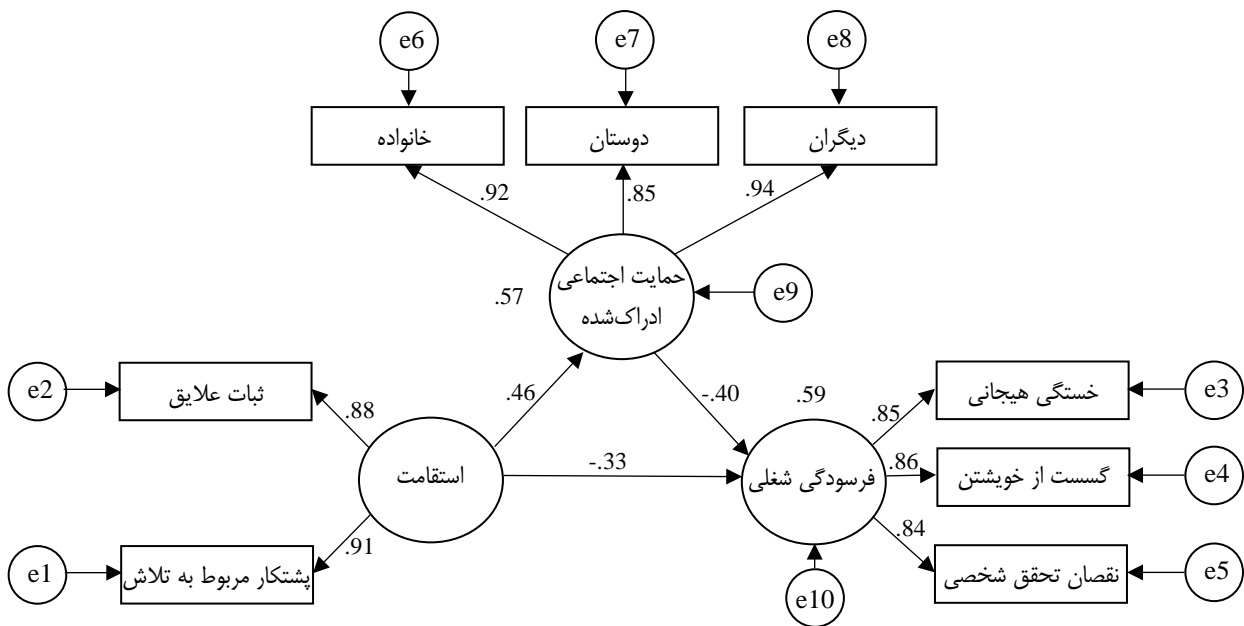 e6
e7
e8
خانواده
دوستان
دیگران
.92
.85
.94
حمایت اجتماعی
ادراک‌شده
.57
e9
e2
ثبات علایق
.88
.46
-.40
.59
.85
خستگی هیجانی
e3
استقامت
-.33
فرسودگی شغلی
.86
گسست از خویشتن
e4
.91
.84
e1
پشتکار مربوط به تلاش
نقصان تحقق شخصی
e5
e10